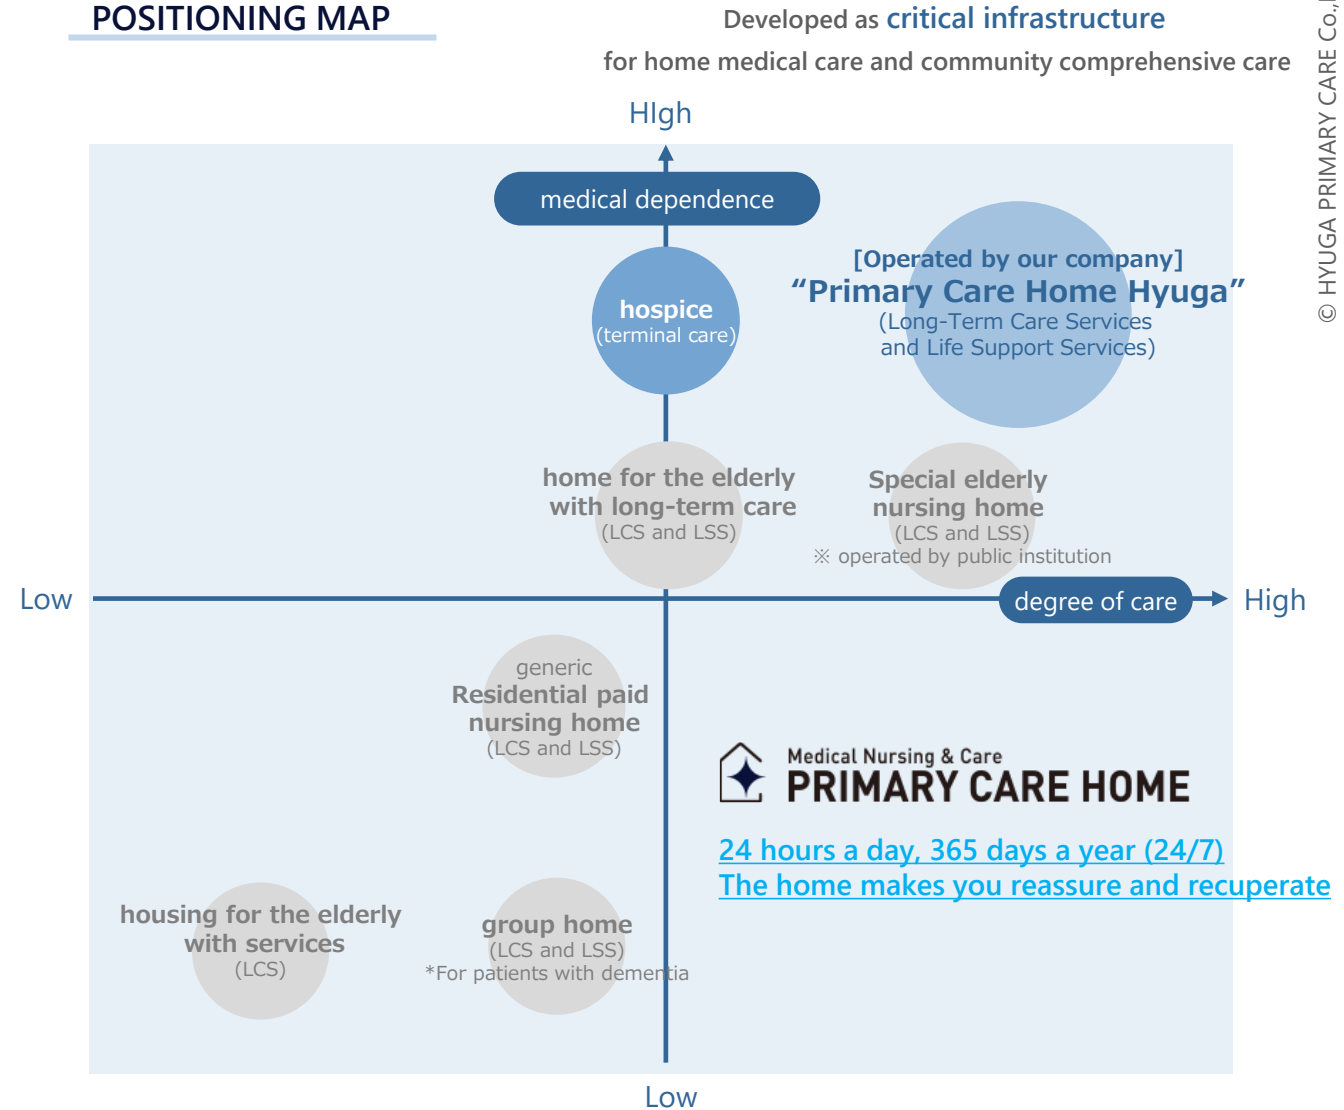 POSITIONING MAP
Developed as critical infrastructure
for home medical care and community comprehensive care
© HYUGA PRIMARY CARE Co.,
HIgh
medical dependence
[Operated by our company]
“Primary Care Home Hyuga”
(Long-Term Care Services
and Life Support Services)
hospice
(terminal care)
home for the elderly
with long-term care
(LCS and LSS)
Special elderly
nursing home
(LCS and LSS)
※ operated by public institution
Low
degree of care
High
generic
Residential paid
nursing home
(LCS and LSS)
Medical Nursing & Care
PRIMARY CARE HOME
24 hours a day, 365 days a year (24/7)
The home makes you reassure and recuperate
housing for the elderly
with services
(LCS)
group home
(LCS and LSS)
*For patients with dementia
Low